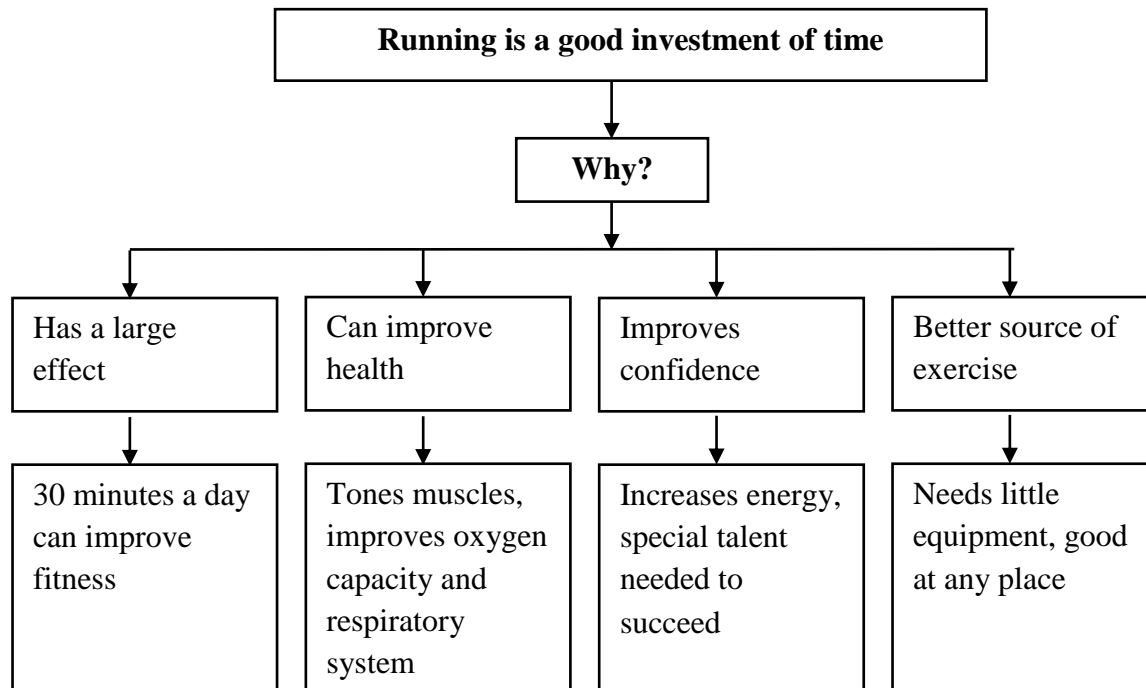 Running is a good investment of time
Why?
Has a large
effect
Can improve
health
Improves
confidence
Better source of
exercise
30 minutes a day
can improve
fitness
Tones muscles,
improves oxygen
capacity and
respiratory
system
Increases energy,
special talent
needed to
succeed
Needs little
equipment, good
at any place